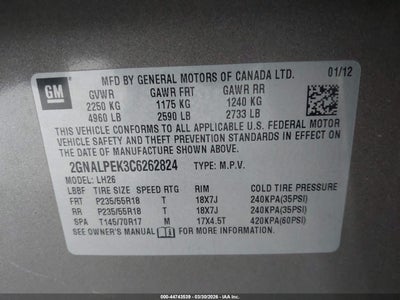 GM
MFD BY GENERAL MOTORS OF CANADA LTD. 01/12
GVWR GAWR FRT GAWR RR
2250 KG 1175 KG 1240 KG
4960 LB 2590 LB 2733 LB
THIS VEHICLE CONFORMS TO ALL APPLICABLE U.S. FEDERAL MOTOR
VEHICLE SAFETY AND THEFT PREVENTION STANDARDS IN EFFECT ON
THE DATE OF MANUFACTURE SHOWN ABOVE.
2GNALPEK3C6262824 TYPE: M.P.V.
MODEL: LH26
TIRE SIZE SPEED RTG RIM COLD TIRE PRESSURE
FRT P235/55R18 T 18X7J 240KPA(35PSI)
RR P235/55R18 T 18X7J 240KPA(35PSI)
SPA T145/70R17 M 17X4.5T 420KPA(60PSI)
SEE OWNER'S MANUAL FOR ADDITIONAL INFORMATION.
000-44743539 - 03/30/2026 - IAA Holdings, LLC